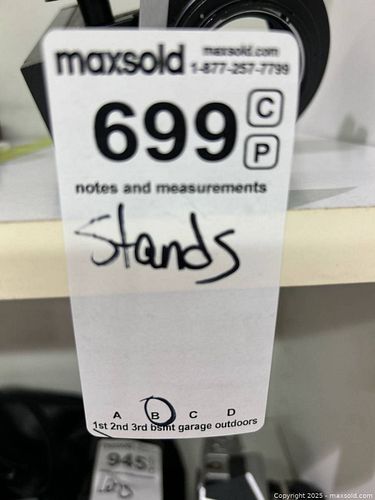 maxsold
maxsold.com
1-877-257-7799
699
C
P
notes and measurements
Stands
A B C D
1st 2nd 3rd bsmt garage outdoors
945
Copyright © 2025 - maxsold.com